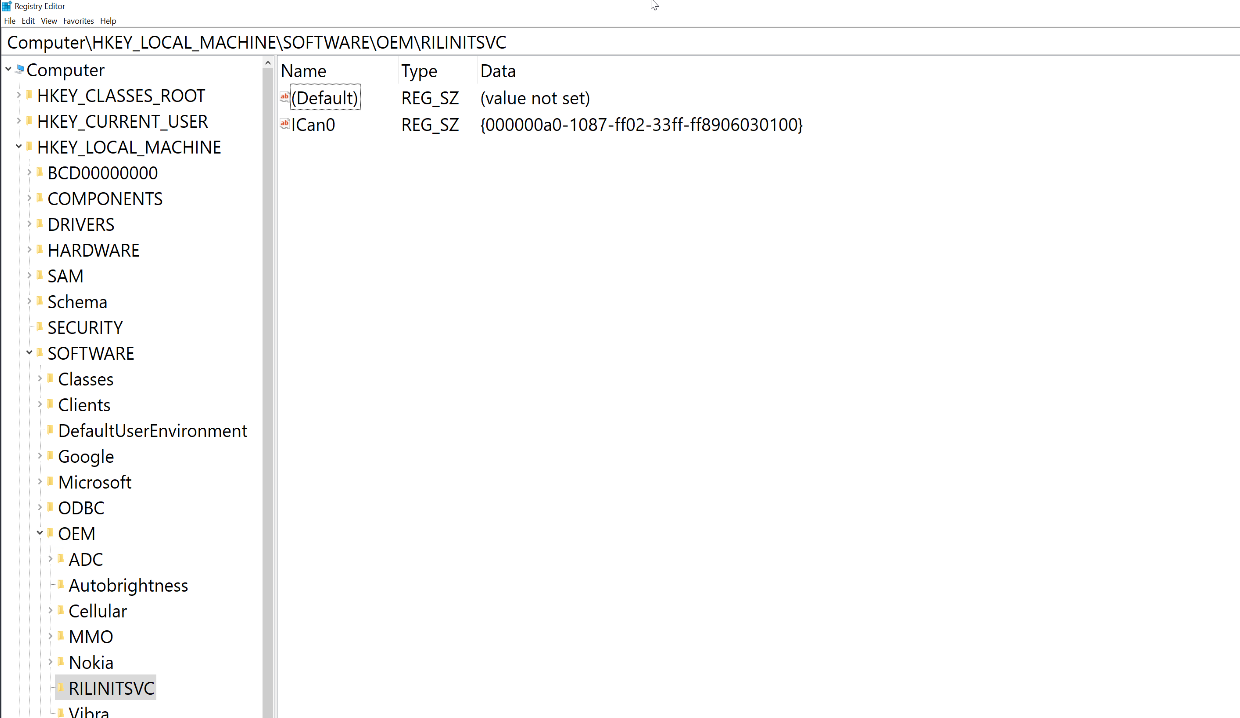 Registry Editor
File Edit View Favorites Help
Computer\HKEY_LOCAL_MACHINE\SOFTWARE\OEM\RILINITSVC
Computer
HKEY_CLASSES_ROOT
HKEY_CURRENT_USER
HKEY_LOCAL_MACHINE
BCD00000000
COMPONENTS
DRIVERS
HARDWARE
SAM
Schema
SECURITY
SOFTWARE
Classes
Clients
DefaultUserEnvironment
Google
Microsoft
ODBC
OEM
ADC
Autobrightness
Cellular
MMO
Nokia
RILINITSVC
Vibra
Name Type Data
(Default) REG_SZ (value not set)
ICan0 REG_SZ {000000a0-1087-ff02-33ff-ff8906030100}